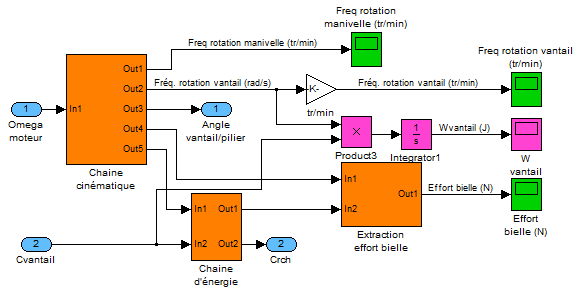 Freq rotation
manivelle (tr/min)
Freq rotation manivelle (tr/min)
Freq rotation vantail
(tr/min)
Out1
Out2
Fréq. rotation vantail (rad/s)
-K-
Fréq. rotation vantail (tr/min)
tr/min
1
In1
Out3
1
Omega
moteur
Angle
vantail/pilier
Out4
Out5
Chaine
cinématique
×
Product3
1
s
Integrator1
Wvantail (J)
W
vantail
In1
In2
Out1
Effort bielle (N)
Extraction
effort bielle
Effort
bielle (N)
In1
In2
Out1
Out2
Chaine
d'énergie
2
Cvantail
2
Crch